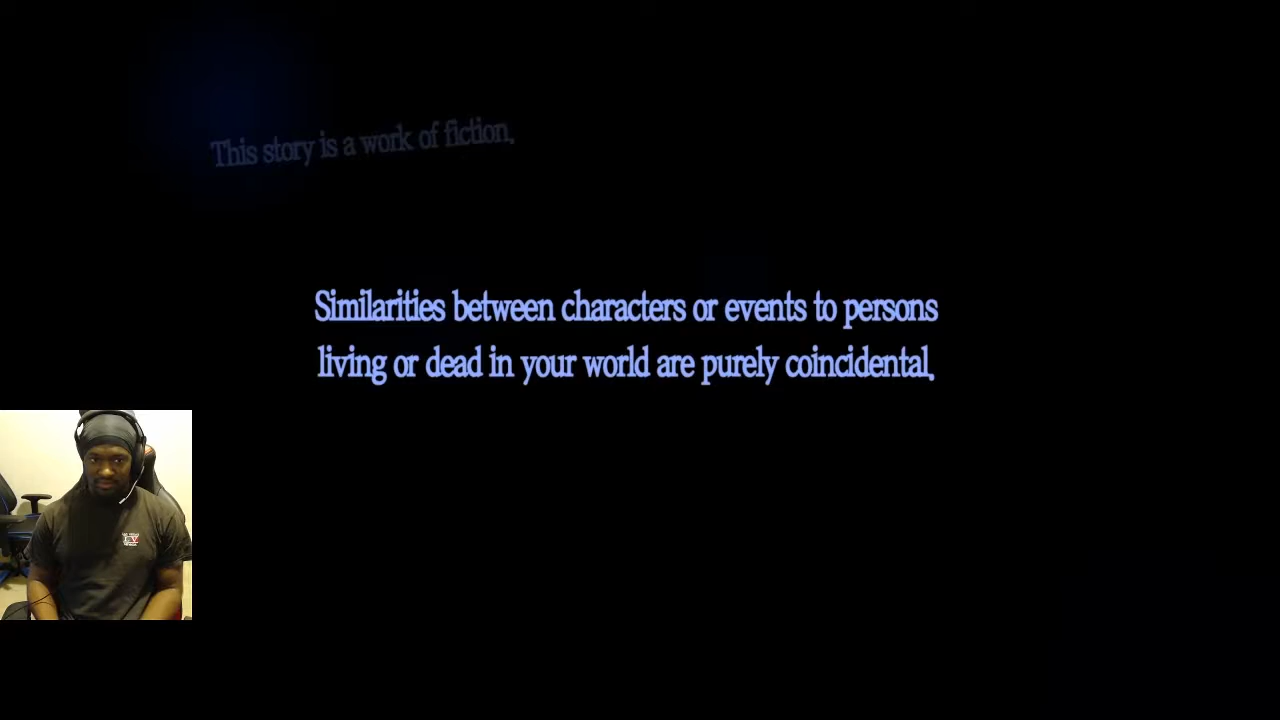 This story is a work of fiction.
Similarities between characters or events to persons
living or dead in your world are purely coincidental.